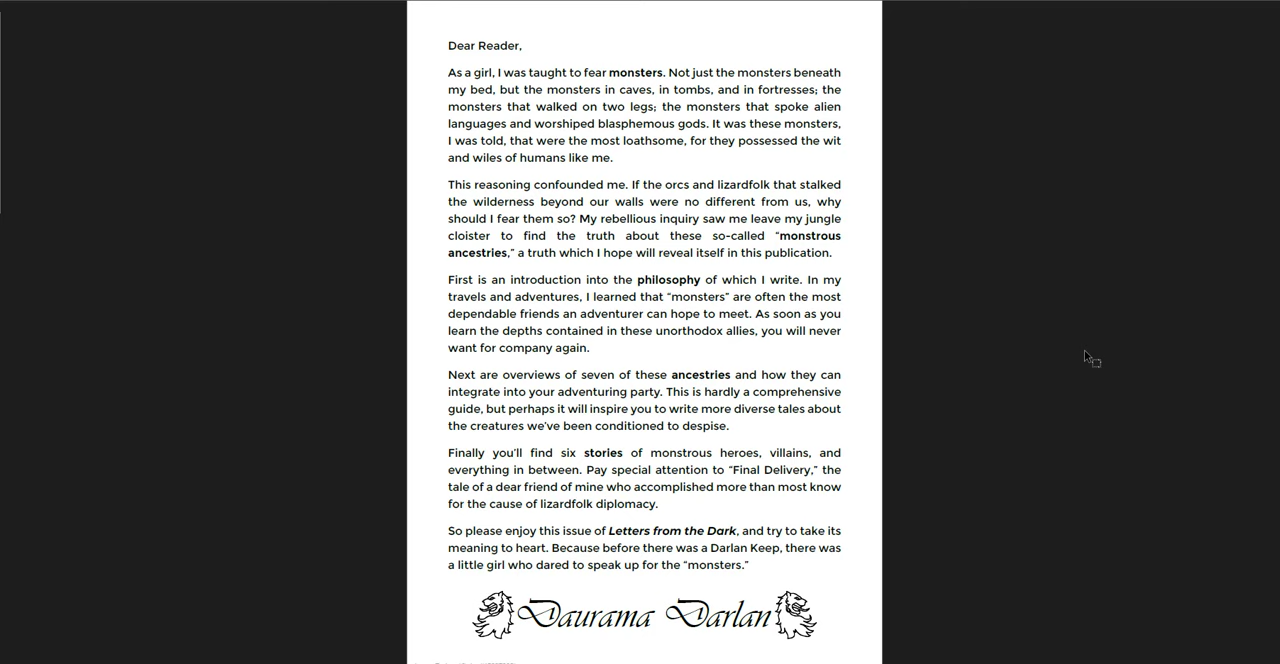 Dear Reader,
As a girl, I was taught to fear monsters. Not just the monsters beneath
my bed, but the monsters in caves, in tombs, and in fortresses; the
monsters that walked on two legs; the monsters that spoke alien
languages and worshiped blasphemous gods. It was these monsters,
I was told, that were the most loathsome, for they possessed the wit
and wiles of humans like me.
This reasoning confounded me. If the orcs and lizardfolk that stalked
the wilderness beyond our walls were no different from us, why
should I fear them so? My rebellious inquiry saw me leave my jungle
cloister to find the truth about these so-called “monstrous
ancestries,” a truth which I hope will reveal itself in this publication.
First is an introduction into the philosophy of which I write. In my
travels and adventures, I learned that “monsters” are often the most
dependable friends an adventurer can hope to meet. As soon as you
learn the depths contained in these unorthodox allies, you will never
want for company again.
Next are overviews of seven of these ancestries and how they can
integrate into your adventuring party. This is hardly a comprehensive
guide, but perhaps it will inspire you to write more diverse tales about
the creatures we’ve been conditioned to despise.
Finally you’ll find six stories of monstrous heroes, villains, and
everything in between. Pay special attention to “Final Delivery,” the
tale of a dear friend of mine who accomplished more than most know
for the cause of lizardfolk diplomacy.
So please enjoy this issue of Letters from the Dark, and try to take its
meaning to heart. Because before there was a Darlan Keep, there was
a little girl who dared to speak up for the “monsters.”
Daurama Darlan